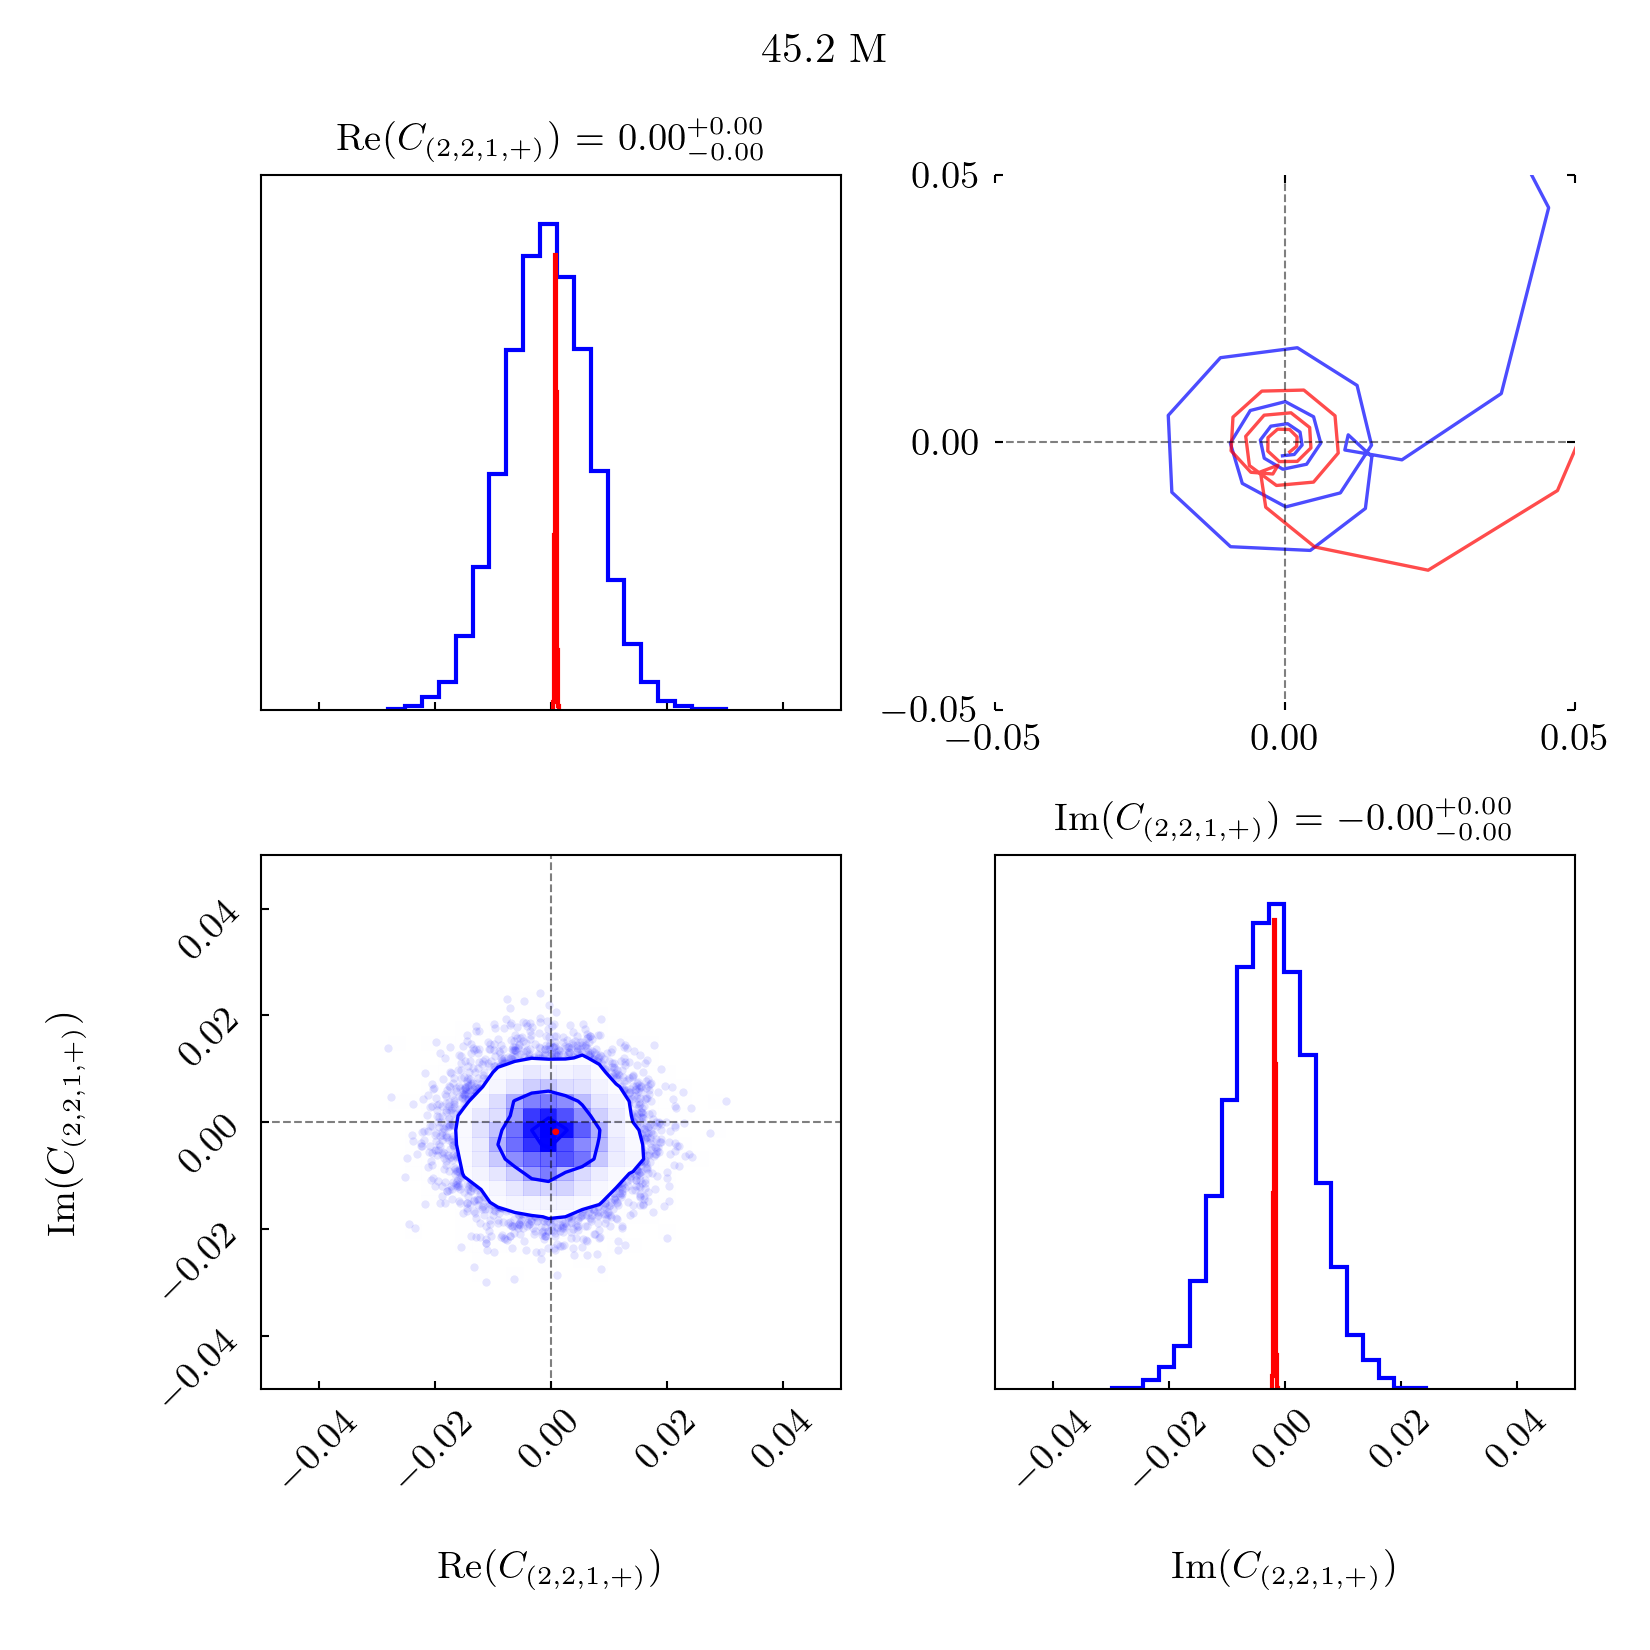 45.2 M
Re(C₍₂,₂,₁,₊₎) = 0.00⁺⁰·⁰⁰₋₀.₀₀
0.05
0.00
−0.05
−0.05 0.00 0.05
Im(C₍₂,₂,₁,₊₎) = −0.00⁺⁰·⁰⁰₋₀.₀₀
Im(C₍₂,₂,₁,₊₎)
0.04
0.02
0.00
−0.02
−0.04
−0.04 −0.02 0.00 0.02 0.04
−0.04 −0.02 0.00 0.02 0.04
Re(C₍₂,₂,₁,₊₎)
Im(C₍₂,₂,₁,₊₎)